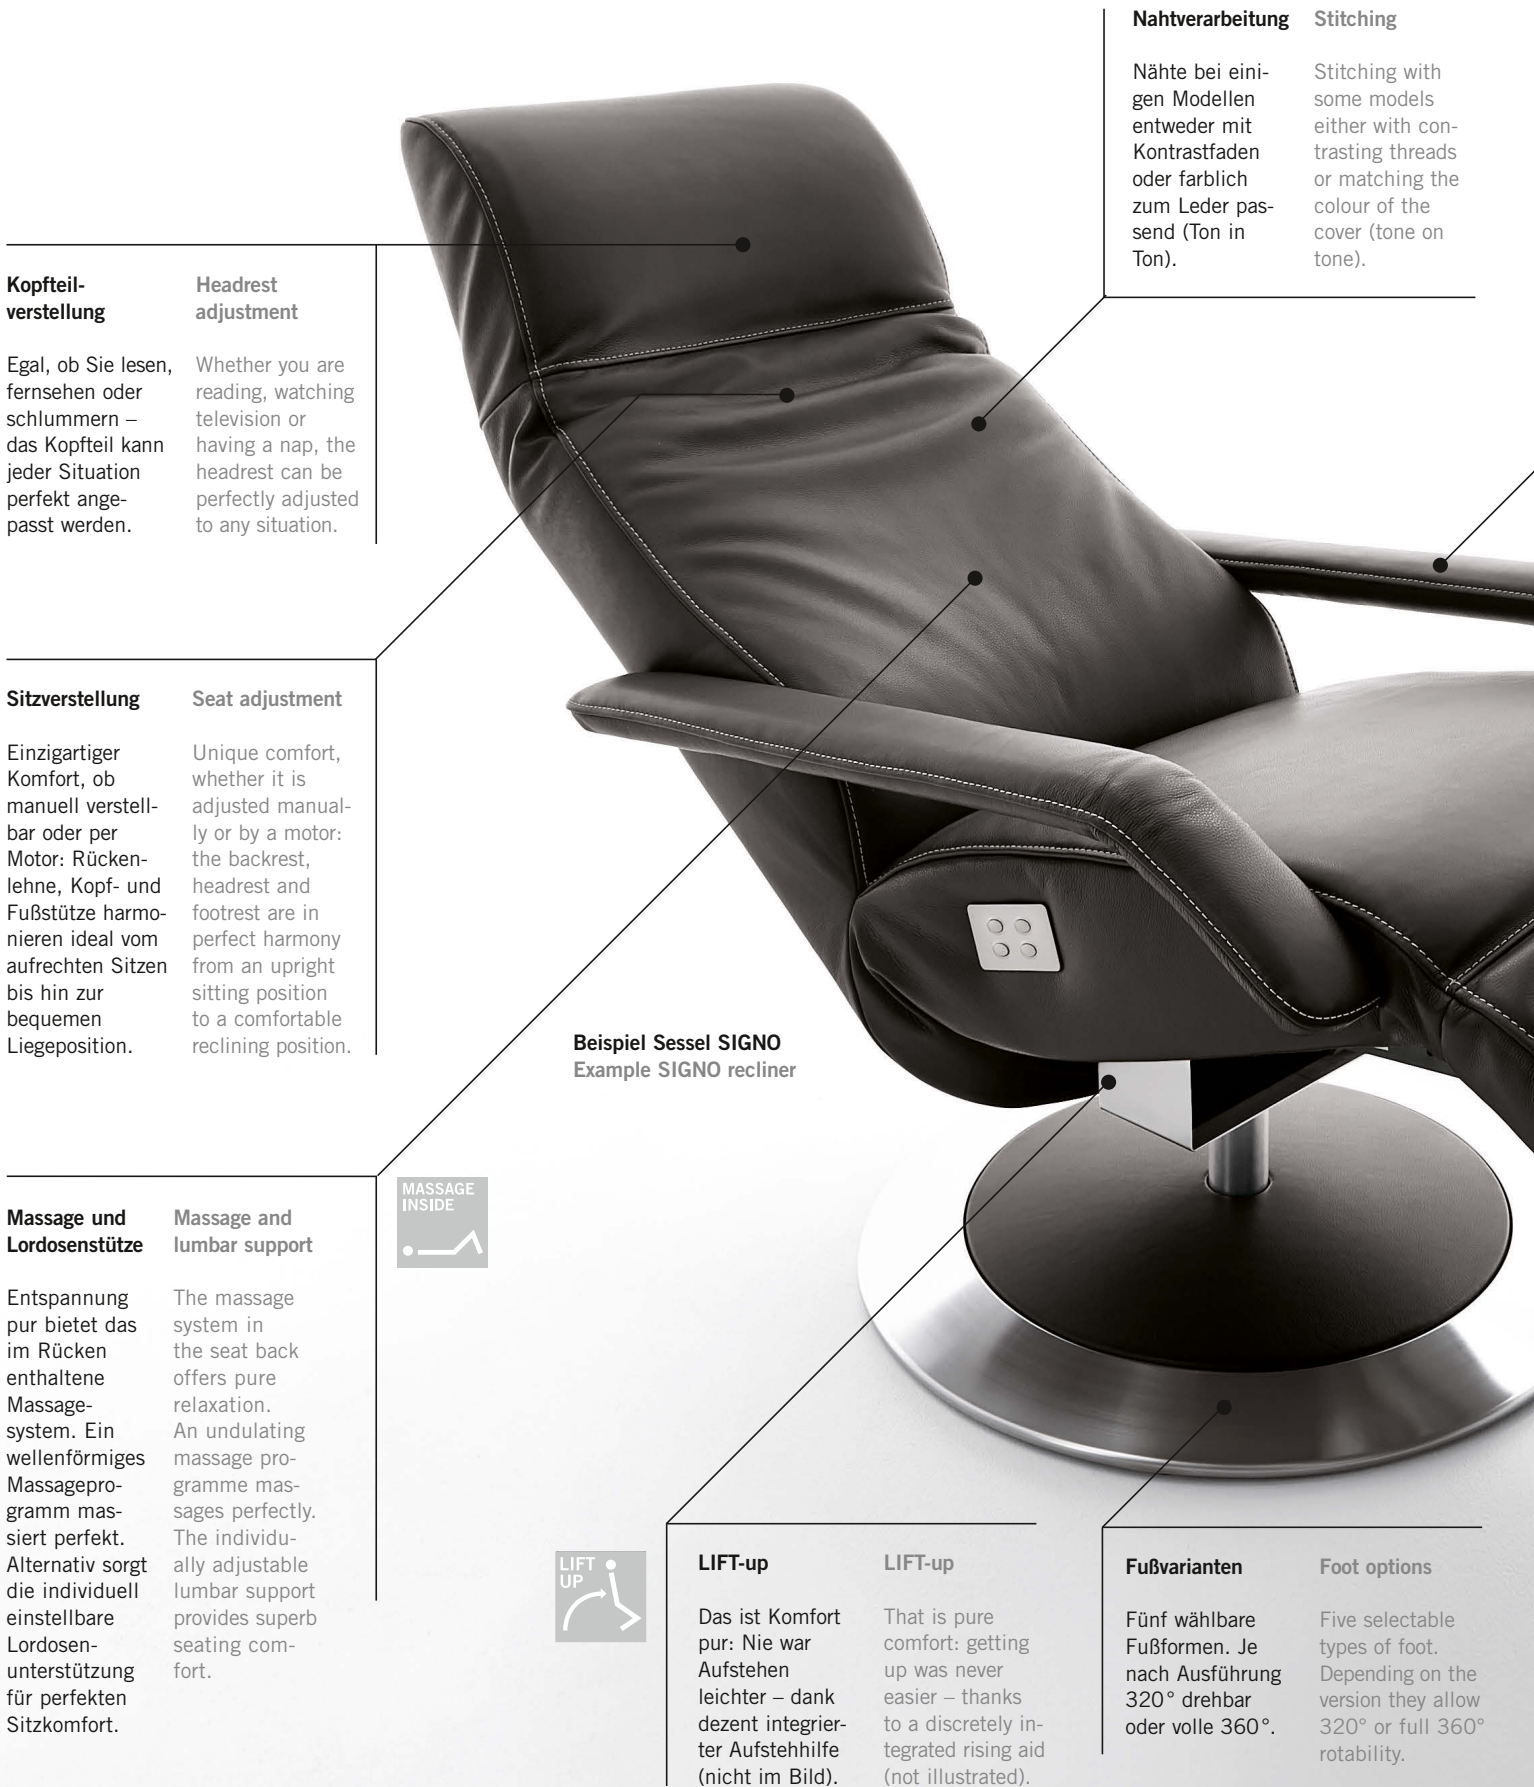 Nahtverarbeitung
Nähte bei eini-
gen Modellen
entweder mit
Kontrastfaden
oder farblich
zum Leder pas-
send (Ton in
Ton).
Stitching
Stitching with
some models
either with con-
trasting threads
or matching the
colour of the
cover (tone on
tone).
Kopfteil-
verstellung
Egal, ob Sie lesen,
fernsehen oder
schlummern –
das Kopfteil kann
jeder Situation
perfekt ange-
passt werden.
Headrest
adjustment
Whether you are
reading, watching
television or
having a nap, the
headrest can be
perfectly adjusted
to any situation.
Sitzverstellung
Einzigartiger
Komfort, ob
manuell verstell-
bar oder per
Motor: Rücken-
lehne, Kopf- und
Fußstütze harmo-
nieren ideal vom
aufrechten Sitzen
bis hin zur
bequemen
Liegeposition.
Seat adjustment
Unique comfort,
whether it is
adjusted manual-
ly or by a motor:
the backrest,
headrest and
footrest are in
perfect harmony
from an upright
sitting position
to a comfortable
reclining position.
Beispiel Sessel SIGNO
Example SIGNO recliner
Massage und
Lordosenstütze
Entspannung
pur bietet das
im Rücken
enthaltene
Massage-
system. Ein
wellenförmiges
Massagepro-
gramm mas-
siert perfekt.
Alternativ sorgt
die individuell
einstellbare
Lordosen-
unterstützung
für perfekten
Sitzkomfort.
Massage and
lumbar support
The massage
system in
the seat back
offers pure
relaxation.
An undulating
massage pro-
gramme mas-
sages perfectly.
The individu-
ally adjustable
lumbar support
provides superb
seating com-
fort.
MASSAGE
INSIDE
LIFT
UP
LIFT-up
Das ist Komfort
pur: Nie war
Aufstehen
leichter – dank
dezent integrier-
ter Aufstehhilfe
(nicht im Bild).
LIFT-up
That is pure
comfort: getting
up was never
easier – thanks
to a discretely in-
tegrated rising aid
(not illustrated).
Fußvarianten
Fünf wählbare
Fußformen. Je
nach Ausführung
320° drehbar
oder volle 360°.
Foot options
Five selectable
types of foot.
Depending on the
version they allow
320° or full 360°
rotability.